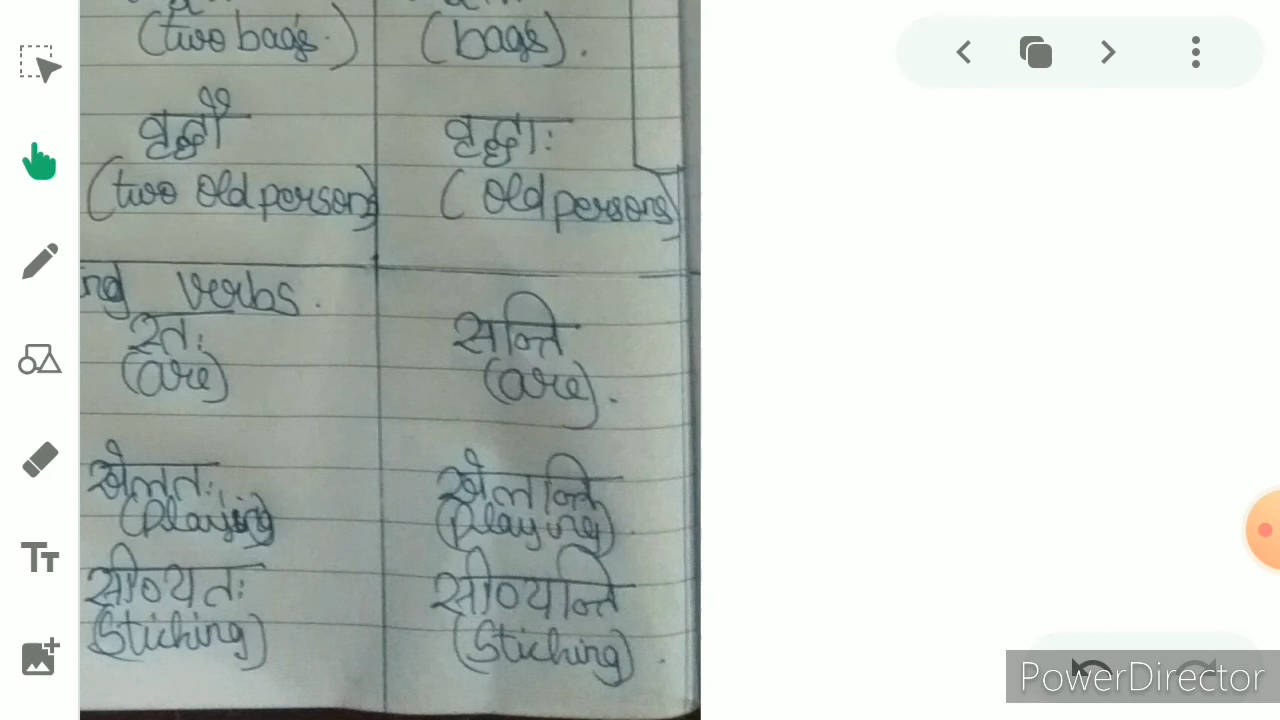 (two bags.) (bags).
वृद्धौ वृद्धाः
(two old persons) (old persons)
ing verbs.
स्तः सन्ति
(are) (are).
खेलतः खेलन्ति
(Playing) (Playing)
सीव्यतः सीव्यन्ति
(Stiching) (Stiching).
PowerDirector